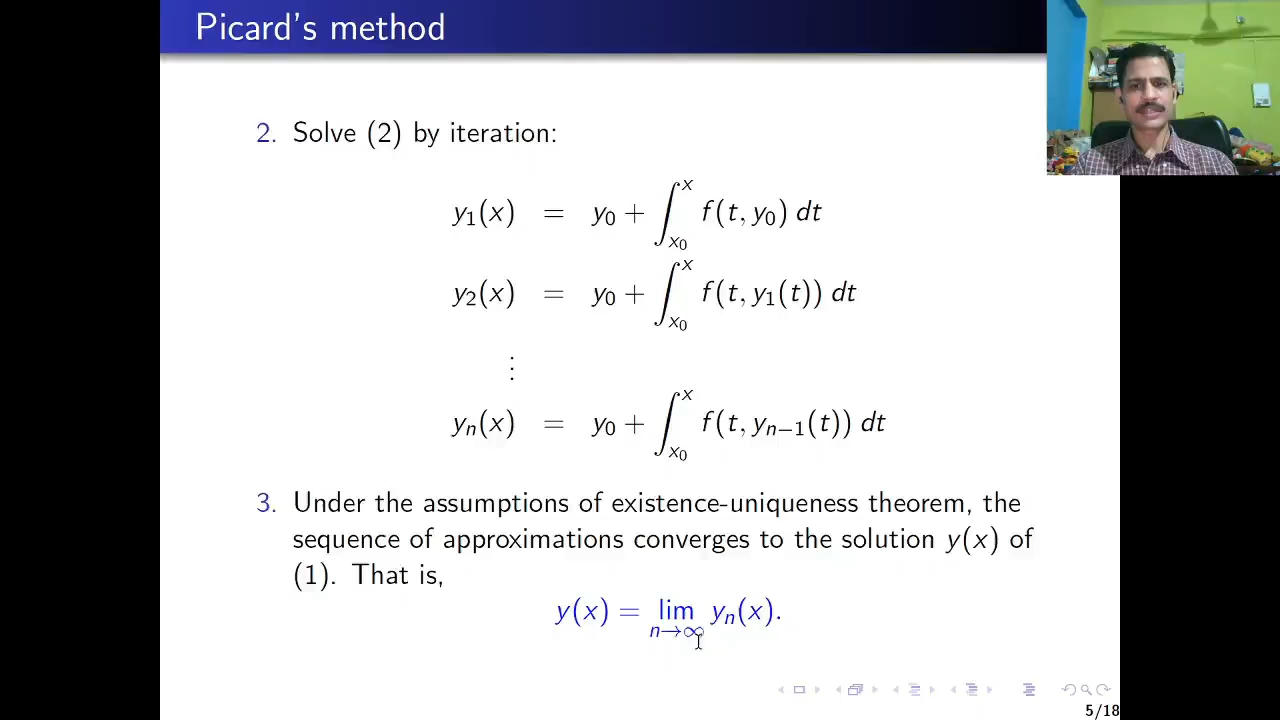 Picard's method
2. Solve (2) by iteration:
y₁(x) = y₀ + ∫_{x₀}^{x} f(t, y₀) dt
y₂(x) = y₀ + ∫_{x₀}^{x} f(t, y₁(t)) dt
⋮
yₙ(x) = y₀ + ∫_{x₀}^{x} f(t, yₙ₋₁(t)) dt
3. Under the assumptions of existence-uniqueness theorem, the
sequence of approximations converges to the solution y(x) of
(1). That is,
y(x) = lim_{n→∞} yₙ(x).
5/18